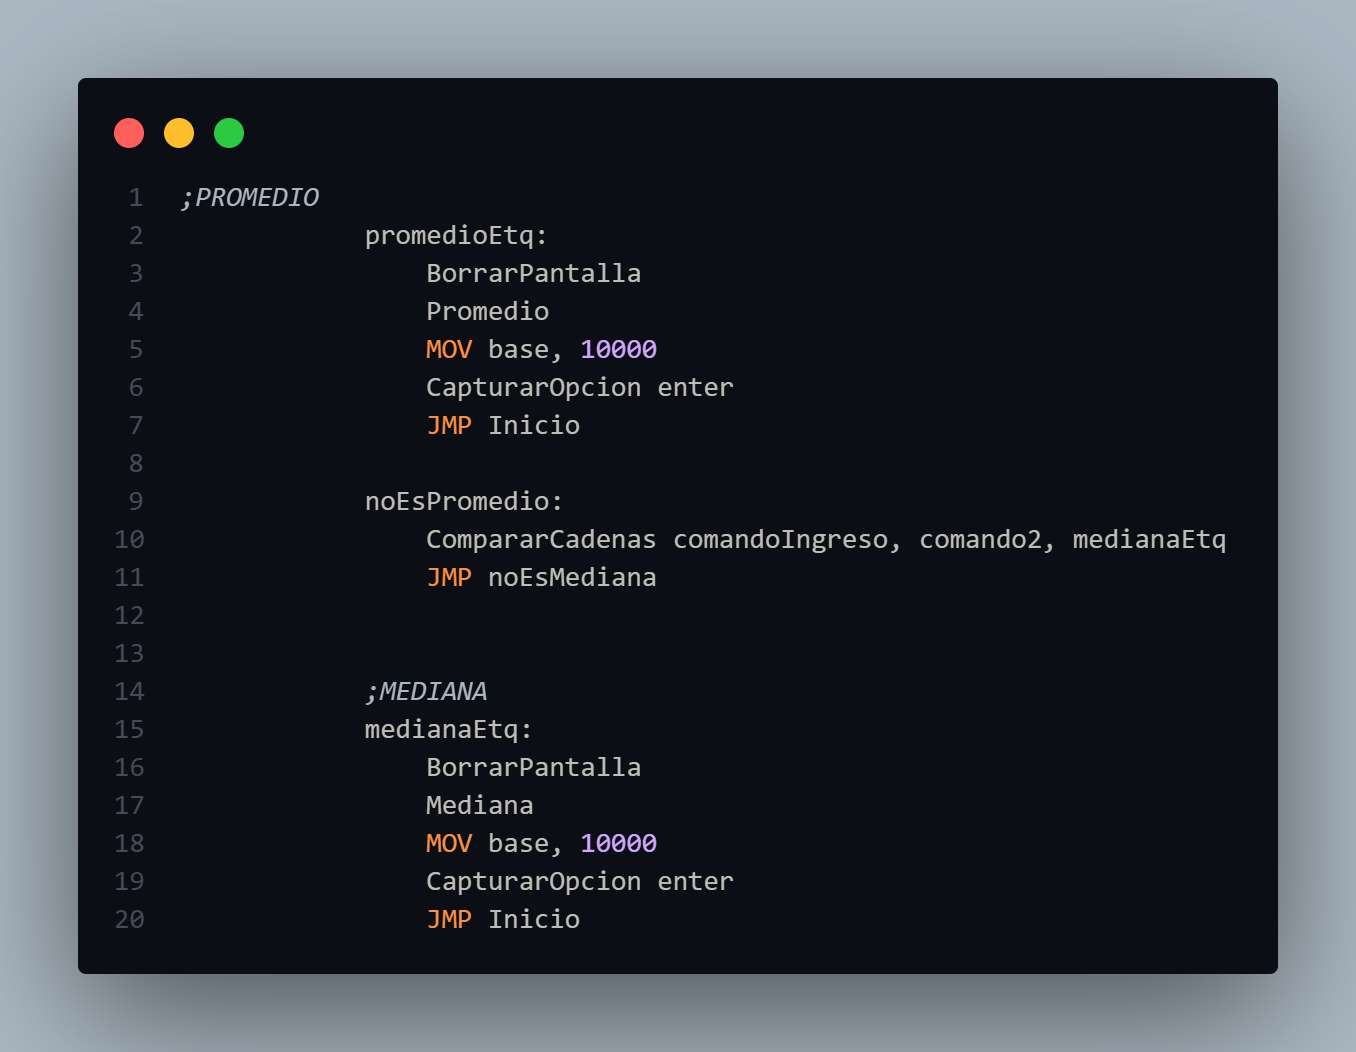 1 ;PROMEDIO
2 promedioEtq:
3 BorrarPantalla
4 Promedio
5 MOV base, 10000
6 CapturarOpcion enter
7 JMP Inicio
8
9 noEsPromedio:
10 CompararCadenas comandoIngreso, comando2, medianaEtq
11 JMP noEsMediana
12
13
14 ;MEDIANA
15 medianaEtq:
16 BorrarPantalla
17 Mediana
18 MOV base, 10000
19 CapturarOpcion enter
20 JMP Inicio